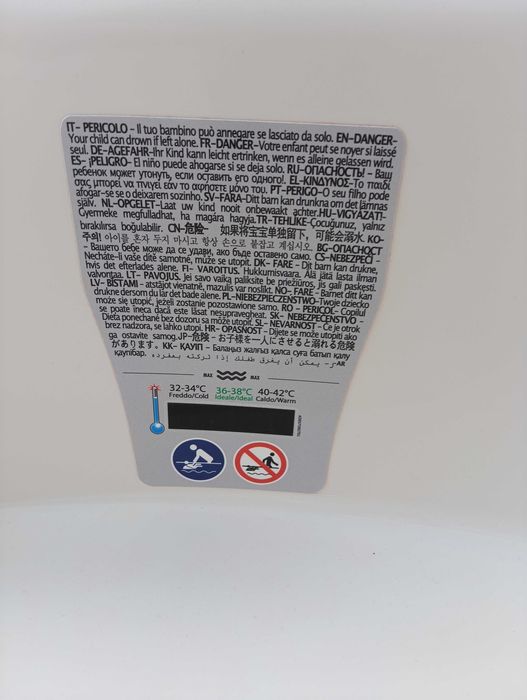 IT- PERICOLO - Il tuo bambino può annegare se lasciato da solo. EN-DANGER-
Your child can drown if left alone. FR-DANGER-Votre enfant peut se noyer si laissé
seul. DE-AGEFAHR-Ihr Kind kann leicht ertrinken, wenn es alleine gelassen wird.
ES- ¡PELIGRO- El niño puede ahogarse si se deja solo. RU-ОПАСНОСТЬ! - Ваш
ребенок может утонуть, если оставить его одного!. EL-ΚΙΝΔΥΝΟΣ-Το παιδί
σας μπορεί να πνιγεί εάν το αφήσετε μόνο του. PT-PERIGO-O seu filho pode
afogar-se se o deixarem sozinho. SV-FARA-Ditt barn kan drunkna om det lämnas
själv. NL-OPGELET-Laat uw kind nooit onbewaakt achter.HU-VIGYÁZAT!-
Gyermeke megfulladhat, ha magára hagyja. TR-TEHLIKE-Çocuğunuz, yalnız
bırakılırsa boğulabilir. CN-危险- 如果将宝宝单独留下，可能会溺水. KO-
주의! 아이를 혼자 두지 마시고 항상 손으로 붙잡고 계십시오. BG-ОПАСНОСТ
- Вашето бебе може да се удави, ако бъде оставено само. CS-NEBEZPEČÍ -
Necháte-li vaše dítě samotné, může se utopit. DK- FARE - Dit barn kan drukne,
hvis det efterlades alene. FI- VAROITUS. Hukkumisvaara. Älä jätä lasta ilman
valvontaa. LT- PAVOJUS. Jei savo vaiką paliksite be priežiūros, jis gali paskęsti.
LV- BĪSTAMI - atstājot vienatnē, mazulis var noslīkt. NO- FARE - Barnet ditt kan
drukne dersom du lar det bade alene. PL-NIEBEZPIECZEŃSTWO-Twoje dziecko
może się utopić, jeżeli zostanie pozostawione samo. RO - PERICOL- Copilul
se poate îneca dacă este lăsat nesupravegheat. SK- NEBEZPEČENSTVO -
Dieťa ponechané bez dozoru sa môže utopiť. SL- NEVARNOST - Če je otrok
brez nadzora, se lahko utopi. HR- OPASNOST - Dijete se može utopiti ako
ga ostavite samog.JP-危険 - お子様を一人にさせると溺れる危険
があります。KK- ҚАУІП - Балаңыз жалғыз қалса суға батып қалу
қаупі бар. AR- يمكن أن يغرق طفلك إذا تركته بمفرده.
MAX MAX
32-34°C 36-38°C 40-42°C
Freddo/Cold Ideale/Ideal Caldo/Warm